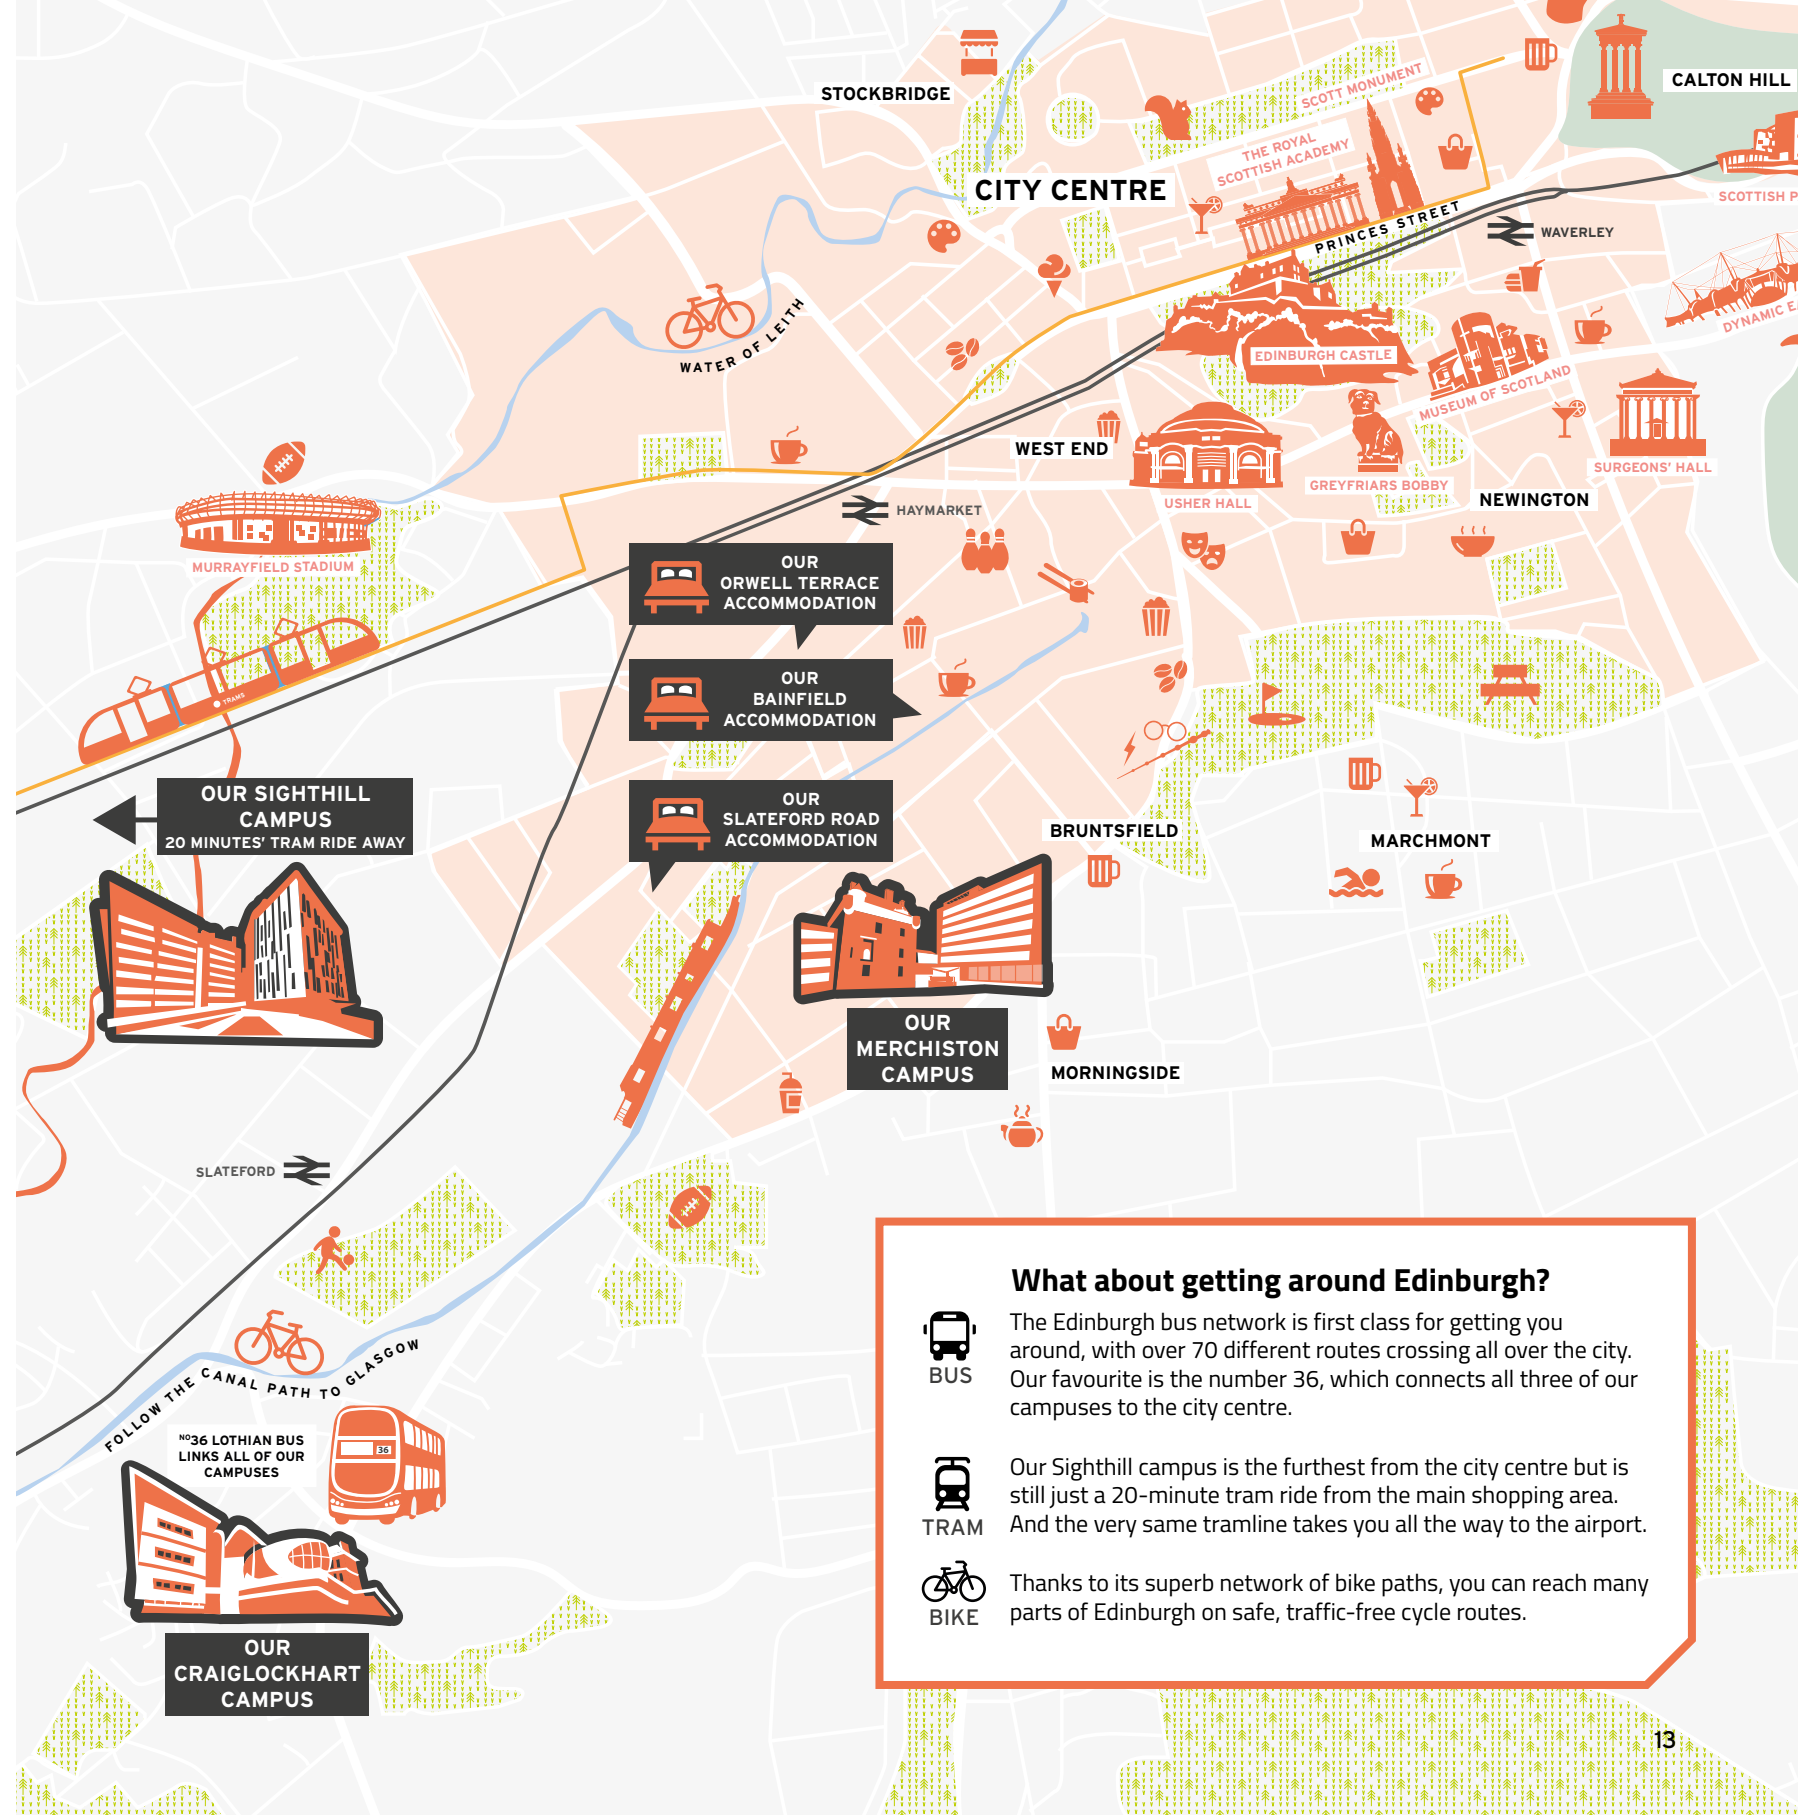 STOCKBRIDGE
CALTON HILL
SCOTT MONUMENT
THE ROYAL
SCOTTISH ACADEMY
CITY CENTRE
SCOTTISH P
PRINCES STREET
WAVERLEY
WATER OF LEITH
DYNAMIC E
EDINBURGH CASTLE
MUSEUM OF SCOTLAND
WEST END
SURGEONS' HALL
GREYFRIARS BOBBY
USHER HALL
NEWINGTON
HAYMARKET
MURRAYFIELD STADIUM
OUR
ORWELL TERRACE
ACCOMMODATION
TRAMS
OUR
BAINFIELD
ACCOMMODATION
OUR SIGHTHILL
CAMPUS
20 MINUTES' TRAM RIDE AWAY
OUR
SLATEFORD ROAD
ACCOMMODATION
BRUNTSFIELD
MARCHMONT
OUR
MERCHISTON
CAMPUS
MORNINGSIDE
SLATEFORD
FOLLOW THE CANAL PATH TO GLASGOW
NO36 LOTHIAN BUS
LINKS ALL OF OUR
CAMPUSES
36
OUR
CRAIGLOCKHART
CAMPUS
What about getting around Edinburgh?
The Edinburgh bus network is first class for getting you
around, with over 70 different routes crossing all over the city.
Our favourite is the number 36, which connects all three of our
campuses to the city centre.
BUS
Our Sighthill campus is the furthest from the city centre but is
still just a 20-minute tram ride from the main shopping area.
And the very same tramline takes you all the way to the airport.
TRAM
Thanks to its superb network of bike paths, you can reach many
parts of Edinburgh on safe, traffic-free cycle routes.
BIKE
13